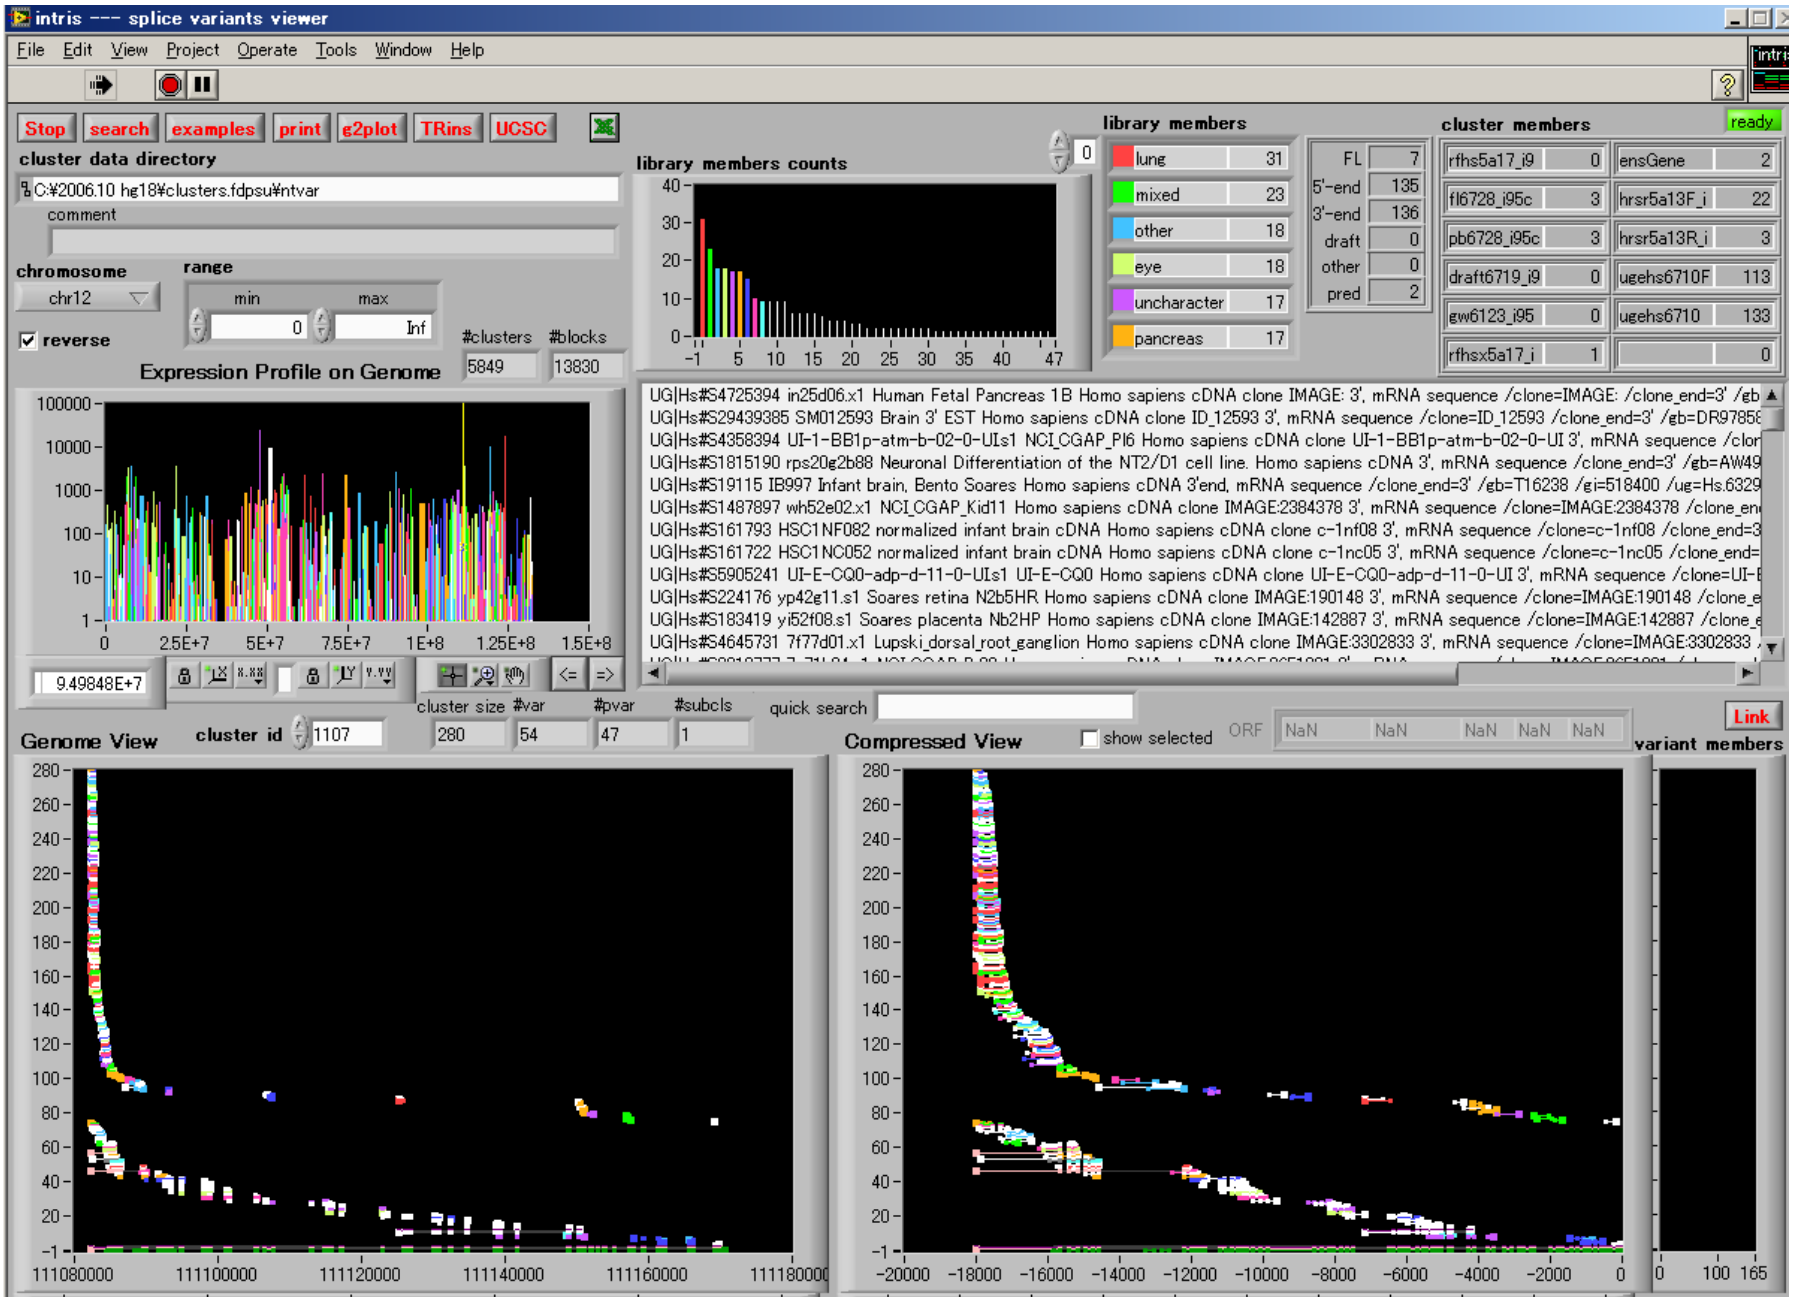 intris --- splice variants viewer
File Edit View Project Operate Tools Window Help
intris
Stop search examples print g2plot TRins UCSC
cluster data directory
C:¥2006.10 hg18¥clusters.fdpsu¥ntvar
comment
chromosome
chr12
range
min max
0 Inf
reverse
#clusters #blocks
5849 13830
library members counts
0
40
30
20
10
0
-1 5 10 15 20 25 30 35 40 47
library members
lung 31
mixed 23
other 18
eye 18
uncharacter 17
pancreas 17
FL 7
5'-end 135
3'-end 136
draft 0
other 0
pred 2
cluster members
ready
rfhs5a17_i9 0 ensGene 2
fl6728_i95c 3 hrsr5a13F_i 22
pb6728_i95c 3 hrsr5a13R_i 3
draft6719_i9 0 ugehs6710F 113
gw6123_i95 0 ugehs6710 133
rfhsx5a17_i 1 0
Expression Profile on Genome
100000
10000
1000
100
10
1
0 2.5E+7 5E+7 7.5E+7 1E+8 1.25E+8 1.5E+8
9.49848E+7
X.XX
Y.YY
<= =>
UG|Hs#S4725394 in25d06.x1 Human Fetal Pancreas 1B Homo sapiens cDNA clone IMAGE: 3', mRNA sequence /clone=IMAGE: /clone_end=3' /gb
UG|Hs#S29439385 SM012593 Brain 3' EST Homo sapiens cDNA clone ID_12593 3', mRNA sequence /clone=ID_12593 /clone_end=3' /gb=DR97858
UG|Hs#S4358394 UI-1-BB1p-atm-b-02-0-UI.s1 NCI_CGAP_Pl6 Homo sapiens cDNA clone UI-1-BB1p-atm-b-02-0-UI 3', mRNA sequence /clon
UG|Hs#S1815190 rps20g2b88 Neuronal Differentiation of the NT2/D1 cell line. Homo sapiens cDNA 3', mRNA sequence /clone_end=3' /gb=AW49
UG|Hs#S19115 IB997 Infant brain, Bento Soares Homo sapiens cDNA 3'end, mRNA sequence /clone_end=3' /gb=T16238 /gi=518400 /ug=Hs.6329
UG|Hs#S1487897 wh52e02.x1 NCI_CGAP_Kid11 Homo sapiens cDNA clone IMAGE:2384378 3', mRNA sequence /clone=IMAGE:2384378 /clone_en
UG|Hs#S161793 HSC1NF082 normalized infant brain cDNA Homo sapiens cDNA clone c-1nf08 3', mRNA sequence /clone=c-1nf08 /clone_end=3
UG|Hs#S161722 HSC1NC052 normalized infant brain cDNA Homo sapiens cDNA clone c-1nc05 3', mRNA sequence /clone=c-1nc05 /clone_end=
UG|Hs#S5905241 UI-E-CQ0-adp-d-11-0-UI.s1 UI-E-CQ0 Homo sapiens cDNA clone UI-E-CQ0-adp-d-11-0-UI 3', mRNA sequence /clone=UI-E
UG|Hs#S224176 yp42g11.s1 Soares retina N2b5HR Homo sapiens cDNA clone IMAGE:190148 3', mRNA sequence /clone=IMAGE:190148 /clone_e
UG|Hs#S183419 yi52f08.s1 Soares placenta Nb2HP Homo sapiens cDNA clone IMAGE:142887 3', mRNA sequence /clone=IMAGE:142887 /clone_e
UG|Hs#S4645731 7f77d01.x1 Lupski_dorsal_root_ganglion Homo sapiens cDNA clone IMAGE:3302833 3', mRNA sequence /clone=IMAGE:3302833
cluster size #var #pvar #subcls
280 54 47 1
cluster id 1107
quick search
show selected
ORF NaN NaN NaN NaN NaN
Link
variant members
Genome View
280
260
240
220
200
180
160
140
120
100
80
60
40
20
-1
111080000 111100000 111120000 111140000 111160000 111180000
Compressed View
280
260
240
220
200
180
160
140
120
100
80
60
40
20
-1
-20000 -18000 -16000 -14000 -12000 -10000 -8000 -6000 -4000 -2000 0
0 100 165